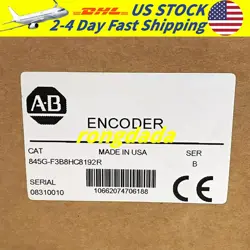 DHL US STOCK
2-4 Day Fast Shipping
AB
ENCODER
rongdada
CAT
MADE IN USA
SER
845G-F3B8HC8192R
B
SERIAL
08310010
10662074706188